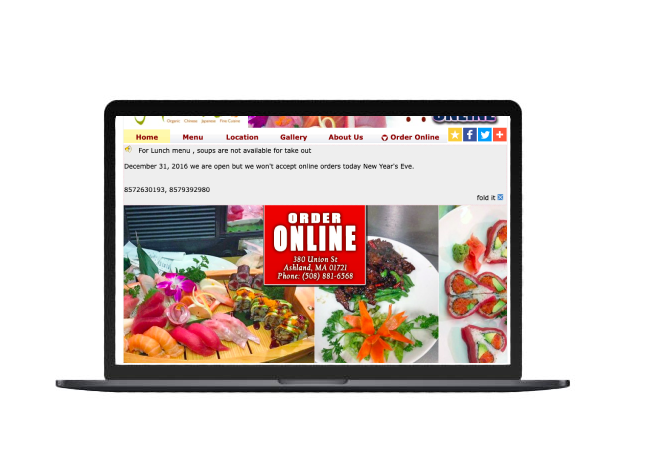 Organic Chinese Japanese Fine Cuisine
ONLINE
Home Menu Location Gallery About Us Order Online
For Lunch menu , soups are not available for take out
December 31, 2016 we are open but we won't accept online orders today New Year's Eve.
8572630193, 8579392980
fold it
ORDER
ONLINE
380 Union St
Ashland, MA 01721
Phone: (508) 881-6568